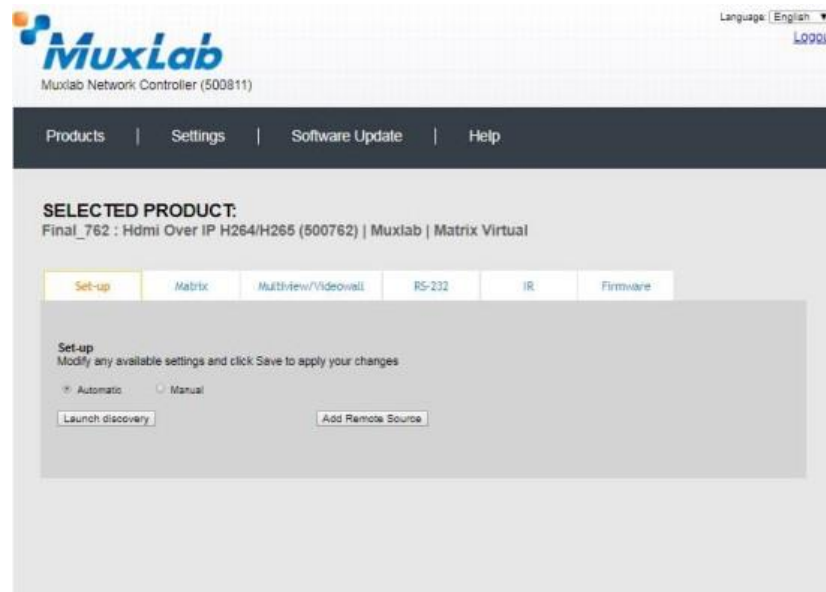 Language: English
Logou
MuxLab
Muxlab Network Controller (500811)
Products | Settings | Software Update | Help
SELECTED PRODUCT:
Final_762 : Hdmi Over IP H264/H265 (500762) | Muxlab | Matrix Virtual
Set-up Matrix Multiview/Videowall RS-232 IR Firmware
Set-up
Modify any available settings and click Save to apply your changes
Automatic Manual
Launch discovery Add Remote Source